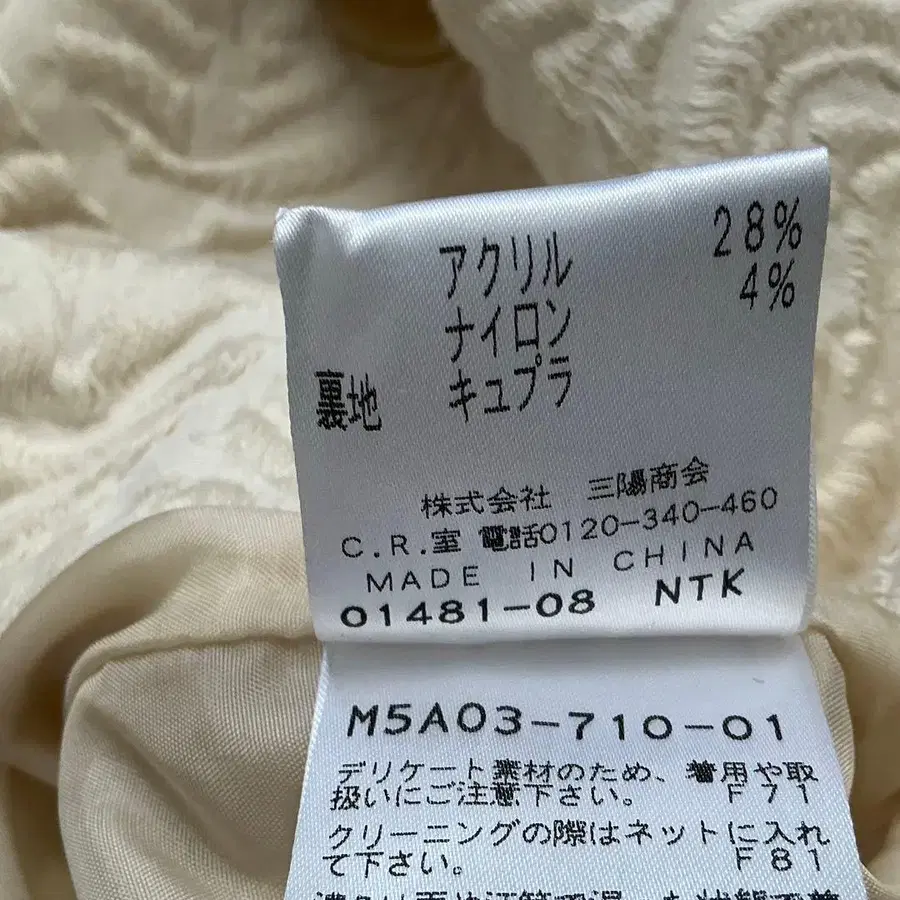 アクリル 28%
ナイロン 4%
裏地 キュプラ
株式会社 三陽商会
C.R.室 電話0120-340-460
MADE IN CHINA
01481-08 NTK
M5A03-710-01
デリケート素材のため、着用や取
扱いにご注意下さい。 F71
クリーニングの際はネットに入れ
て下さい。 F81